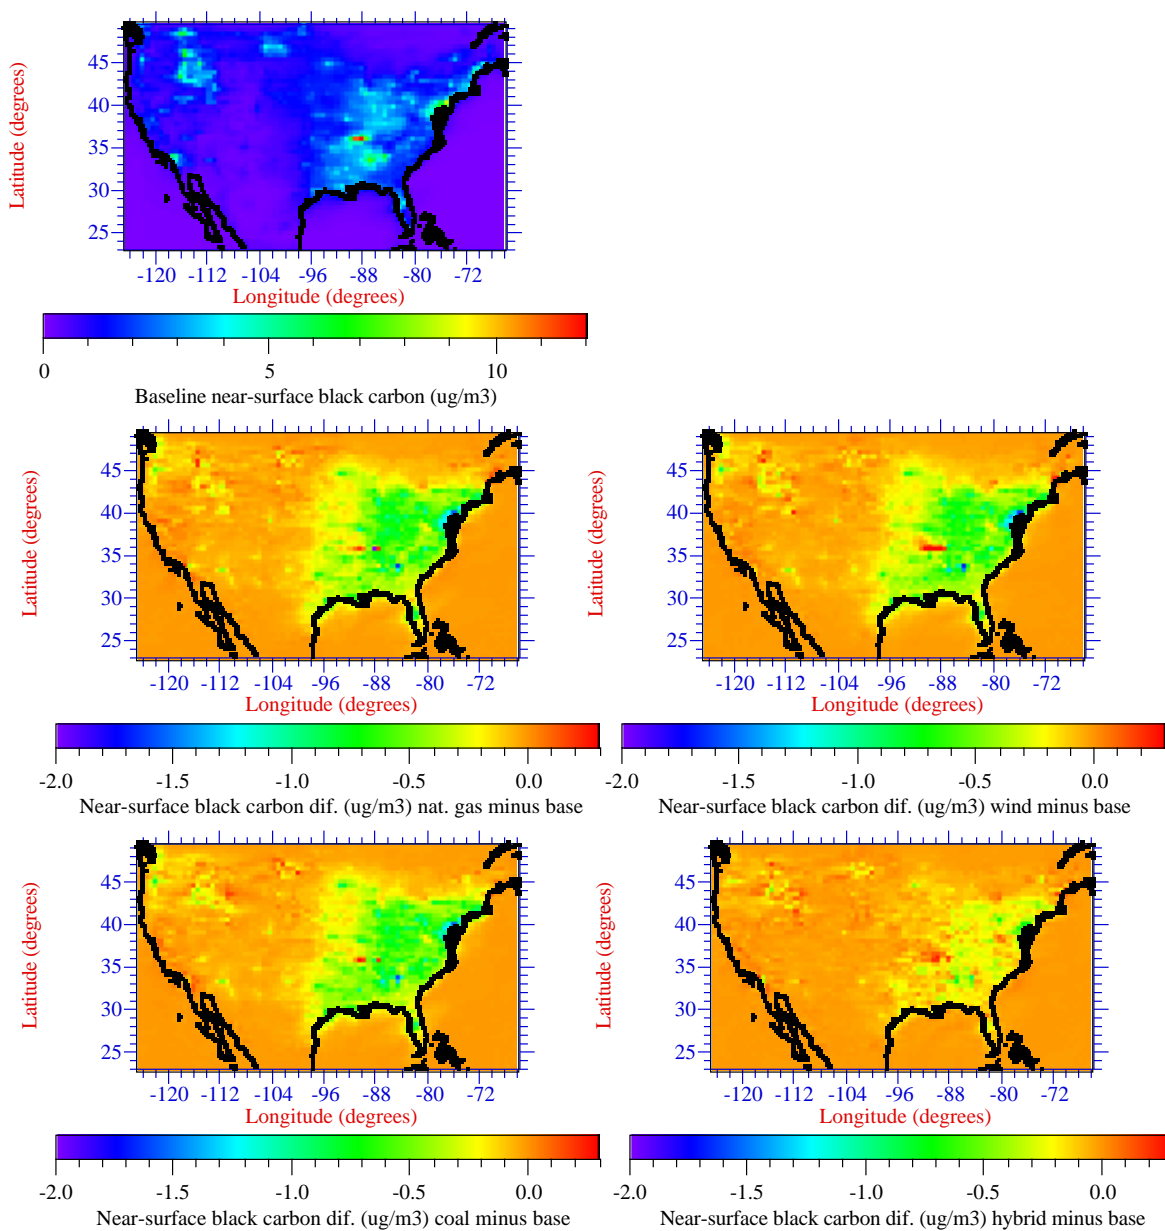 Latitude (degrees)
45
40
35
30
25
-120 -112 -104 -96 -88 -80 -72
Longitude (degrees)
0 5 10
Baseline near-surface black carbon (ug/m3)
Latitude (degrees)
45
40
35
30
25
-120 -112 -104 -96 -88 -80 -72
Longitude (degrees)
-2.0 -1.5 -1.0 -0.5 0.0
Near-surface black carbon dif. (ug/m3) nat. gas minus base
Latitude (degrees)
45
40
35
30
25
-120 -112 -104 -96 -88 -80 -72
Longitude (degrees)
-2.0 -1.5 -1.0 -0.5 0.0
Near-surface black carbon dif. (ug/m3) wind minus base
Latitude (degrees)
45
40
35
30
25
-120 -112 -104 -96 -88 -80 -72
Longitude (degrees)
-2.0 -1.5 -1.0 -0.5 0.0
Near-surface black carbon dif. (ug/m3) coal minus base
Latitude (degrees)
45
40
35
30
25
-120 -112 -104 -96 -88 -80 -72
Longitude (degrees)
-2.0 -1.5 -1.0 -0.5 0.0
Near-surface black carbon dif. (ug/m3) hybrid minus base